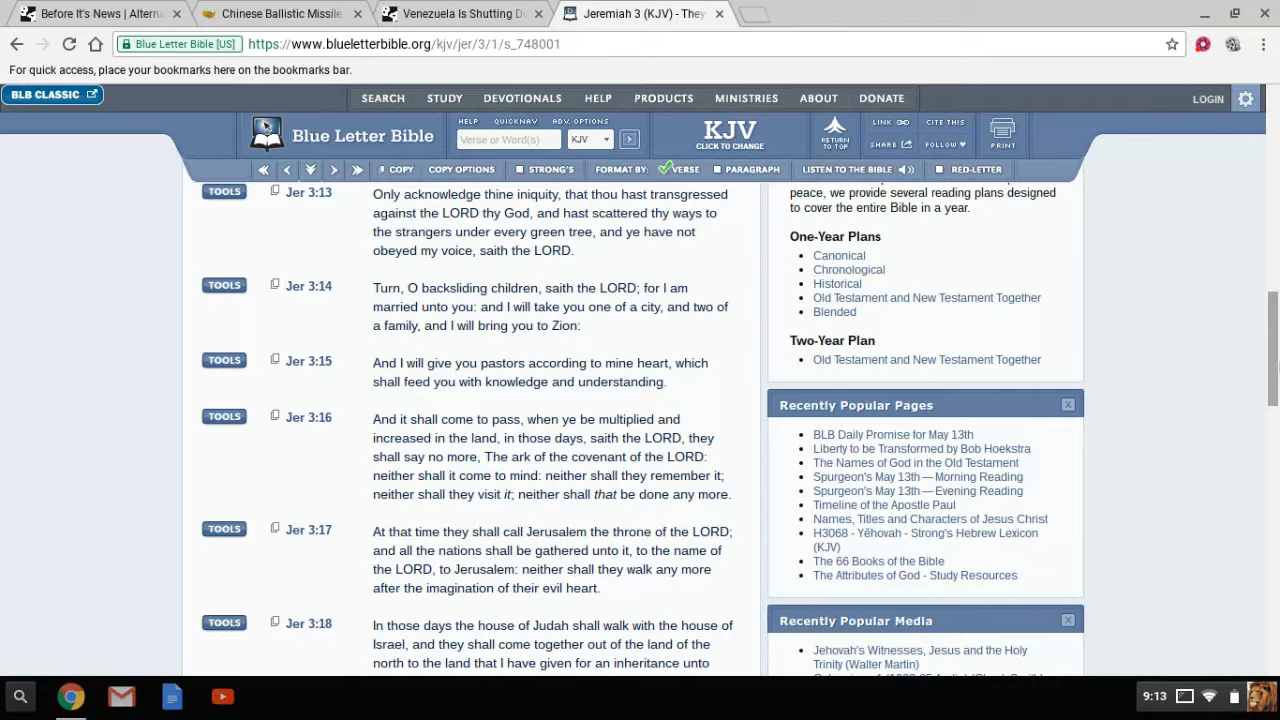 Before It's News | Alterna
Chinese Ballistic Missile,
Venezuela Is Shutting D
Jeremiah 3 (KJV) - They
Blue Letter Bible [US]
https://www.blueletterbible.org/kjv/jer/3/1/s_748001
For quick access, place your bookmarks here on the bookmarks bar.
BLB CLASSIC
SEARCH STUDY DEVOTIONALS HELP PRODUCTS MINISTRIES ABOUT DONATE
LOGIN
Blue Letter Bible
HELP QUICKNAV ADV. OPTIONS
Verse or Word(s) KJV
KJV
CLICK TO CHANGE
RETURN
TO TOP
LINK CITE THIS
SHARE FOLLOW
PRINT
COPY COPY OPTIONS STRONG'S FORMAT BY: VERSE PARAGRAPH LISTEN TO THE BIBLE RED-LETTER
TOOLS Jer 3:13
Only acknowledge thine iniquity, that thou hast transgressed
against the LORD thy God, and hast scattered thy ways to
the strangers under every green tree, and ye have not
obeyed my voice, saith the LORD.
TOOLS Jer 3:14
Turn, O backsliding children, saith the LORD; for I am
married unto you: and I will take you one of a city, and two of
a family, and I will bring you to Zion:
TOOLS Jer 3:15
And I will give you pastors according to mine heart, which
shall feed you with knowledge and understanding.
TOOLS Jer 3:16
And it shall come to pass, when ye be multiplied and
increased in the land, in those days, saith the LORD, they
shall say no more, The ark of the covenant of the LORD:
neither shall it come to mind: neither shall they remember it;
neither shall they visit it; neither shall that be done any more.
TOOLS Jer 3:17
At that time they shall call Jerusalem the throne of the LORD;
and all the nations shall be gathered unto it, to the name of
the LORD, to Jerusalem: neither shall they walk any more
after the imagination of their evil heart.
TOOLS Jer 3:18
In those days the house of Judah shall walk with the house of
Israel, and they shall come together out of the land of the
north to the land that I have given for an inheritance unto
peace, we provide several reading plans designed
to cover the entire Bible in a year.
One-Year Plans
Canonical
Chronological
Historical
Old Testament and New Testament Together
Blended
Two-Year Plan
Old Testament and New Testament Together
Recently Popular Pages
BLB Daily Promise for May 13th
Liberty to be Transformed by Bob Hoekstra
The Names of God in the Old Testament
Spurgeon's May 13th — Morning Reading
Spurgeon's May 13th — Evening Reading
Timeline of the Apostle Paul
Names, Titles and Characters of Jesus Christ
H3068 - Yĕhovah - Strong's Hebrew Lexicon
(KJV)
The 66 Books of the Bible
The Attributes of God - Study Resources
Recently Popular Media
Jehovah's Witnesses, Jesus and the Holy
Trinity (Walter Martin)
9:13